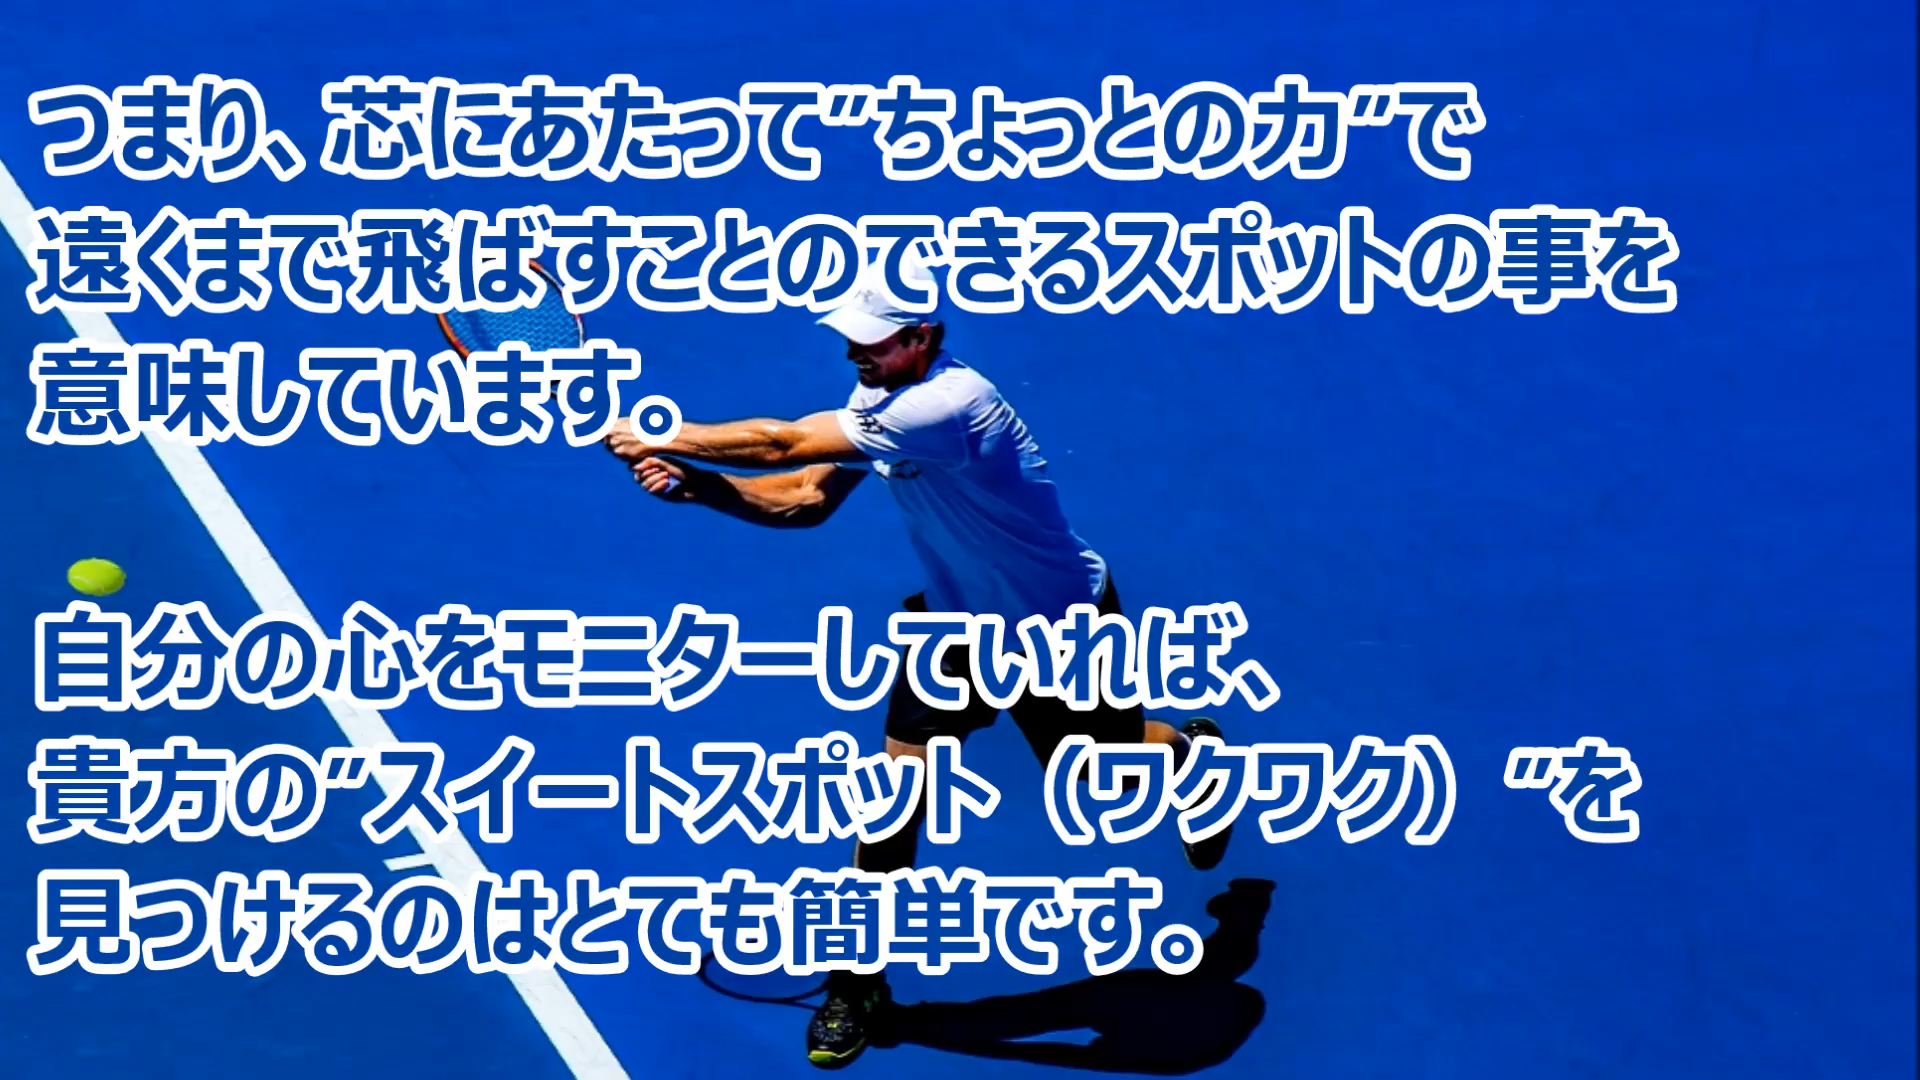 つまり、芯にあたって"ちょっとの力"で
遠くまで飛ばすことのできるスポットの事を
意味しています。
自分の心をモニターしていれば、
貴方の"スイートスポット（ワクワク）"を
見つけるのはとても簡単です。